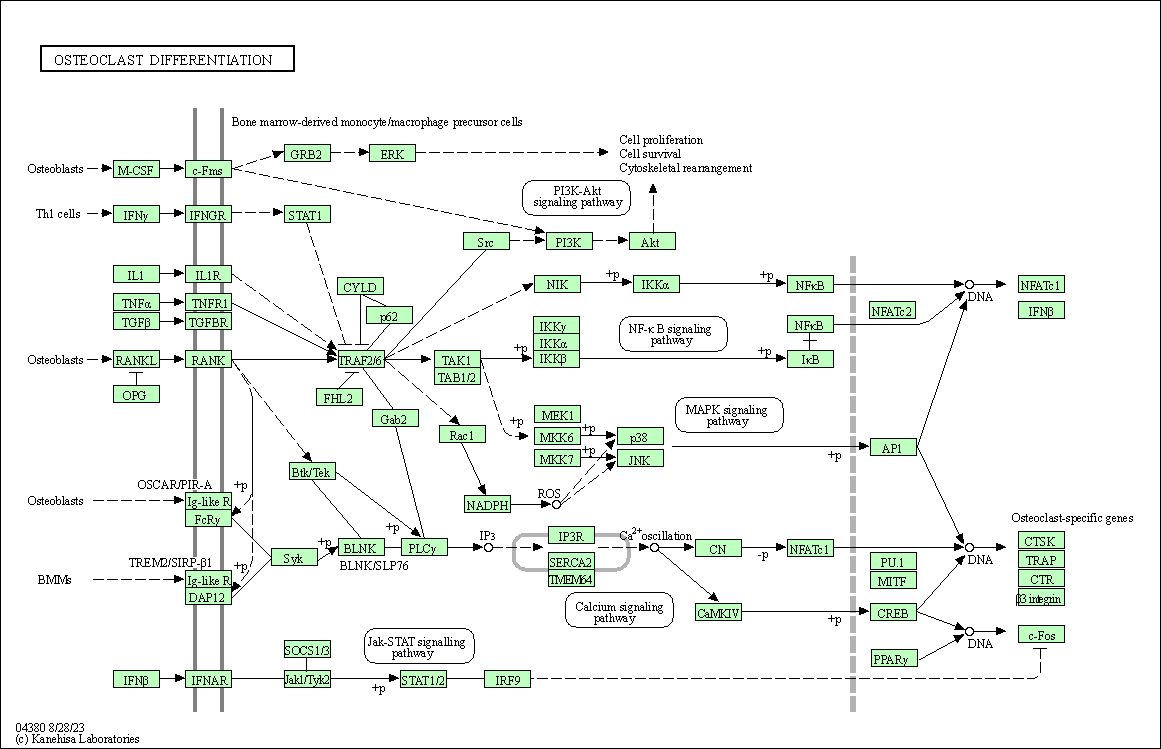 OSTEOCLAST DIFFERENTIATION
Bone marrow-derived monocyte/macrophage precursor cells
Cell proliferation
Cell survival
Cytoskeletal rearrangement
GRB2
ERK
Osteoblasts
M-CSF
c-Fms
PI3K-Akt
signaling pathway
Th1 cells
IFNγ
IFNGR
STAT1
Src
PI3K
Akt
IL1
IL1R
CYLD
NIK
+p
IKKα
+p
NFκB
NFATc1
DNA
TNFα
TNFR1
p62
NFATc2
IFNβ
TGFβ
TGFBR
IKKγ
IKKα
IKKβ
NF-κB signaling
pathway
NFκB
Osteoblasts
RANKL
RANK
TRAF2/6
TAK1
TAB1/2
+p
+p
IκB
OPG
FHL2
Gab2
Rac1
+p
MEK1
MKK6
MKK7
+p
+p
p38
JNK
MAPK signaling
pathway
+p
AP1
Btk/Tek
OSCAR/PIR-A
+p
Osteoblasts
Ig-like R
FcRγ
NADPH
ROS
Osteoclast-specific genes
+p
+p
Syk
BLNK
BLNK/SLP76
PLCγ
IP3
IP3R
SERCA2
TMEM64
Ca2+oscillation
CN
-p
NFATc1
DNA
CTSK
TRAP
CTR
β3 integrin
PU.1
MITF
TREM2/SIRP-β1
+p
BMMs
Ig-like R
DAP12
Calcium signaling
pathway
CaMKIV
+p
CREB
DNA
c-Fos
PPARγ
Jak-STAT signalling
pathway
SOCS1/3
IFNβ
IFNAR
Jak1/Tyk2
+p
STAT1/2
IRF9
04380 8/28/23
(c) Kanehisa Laboratories